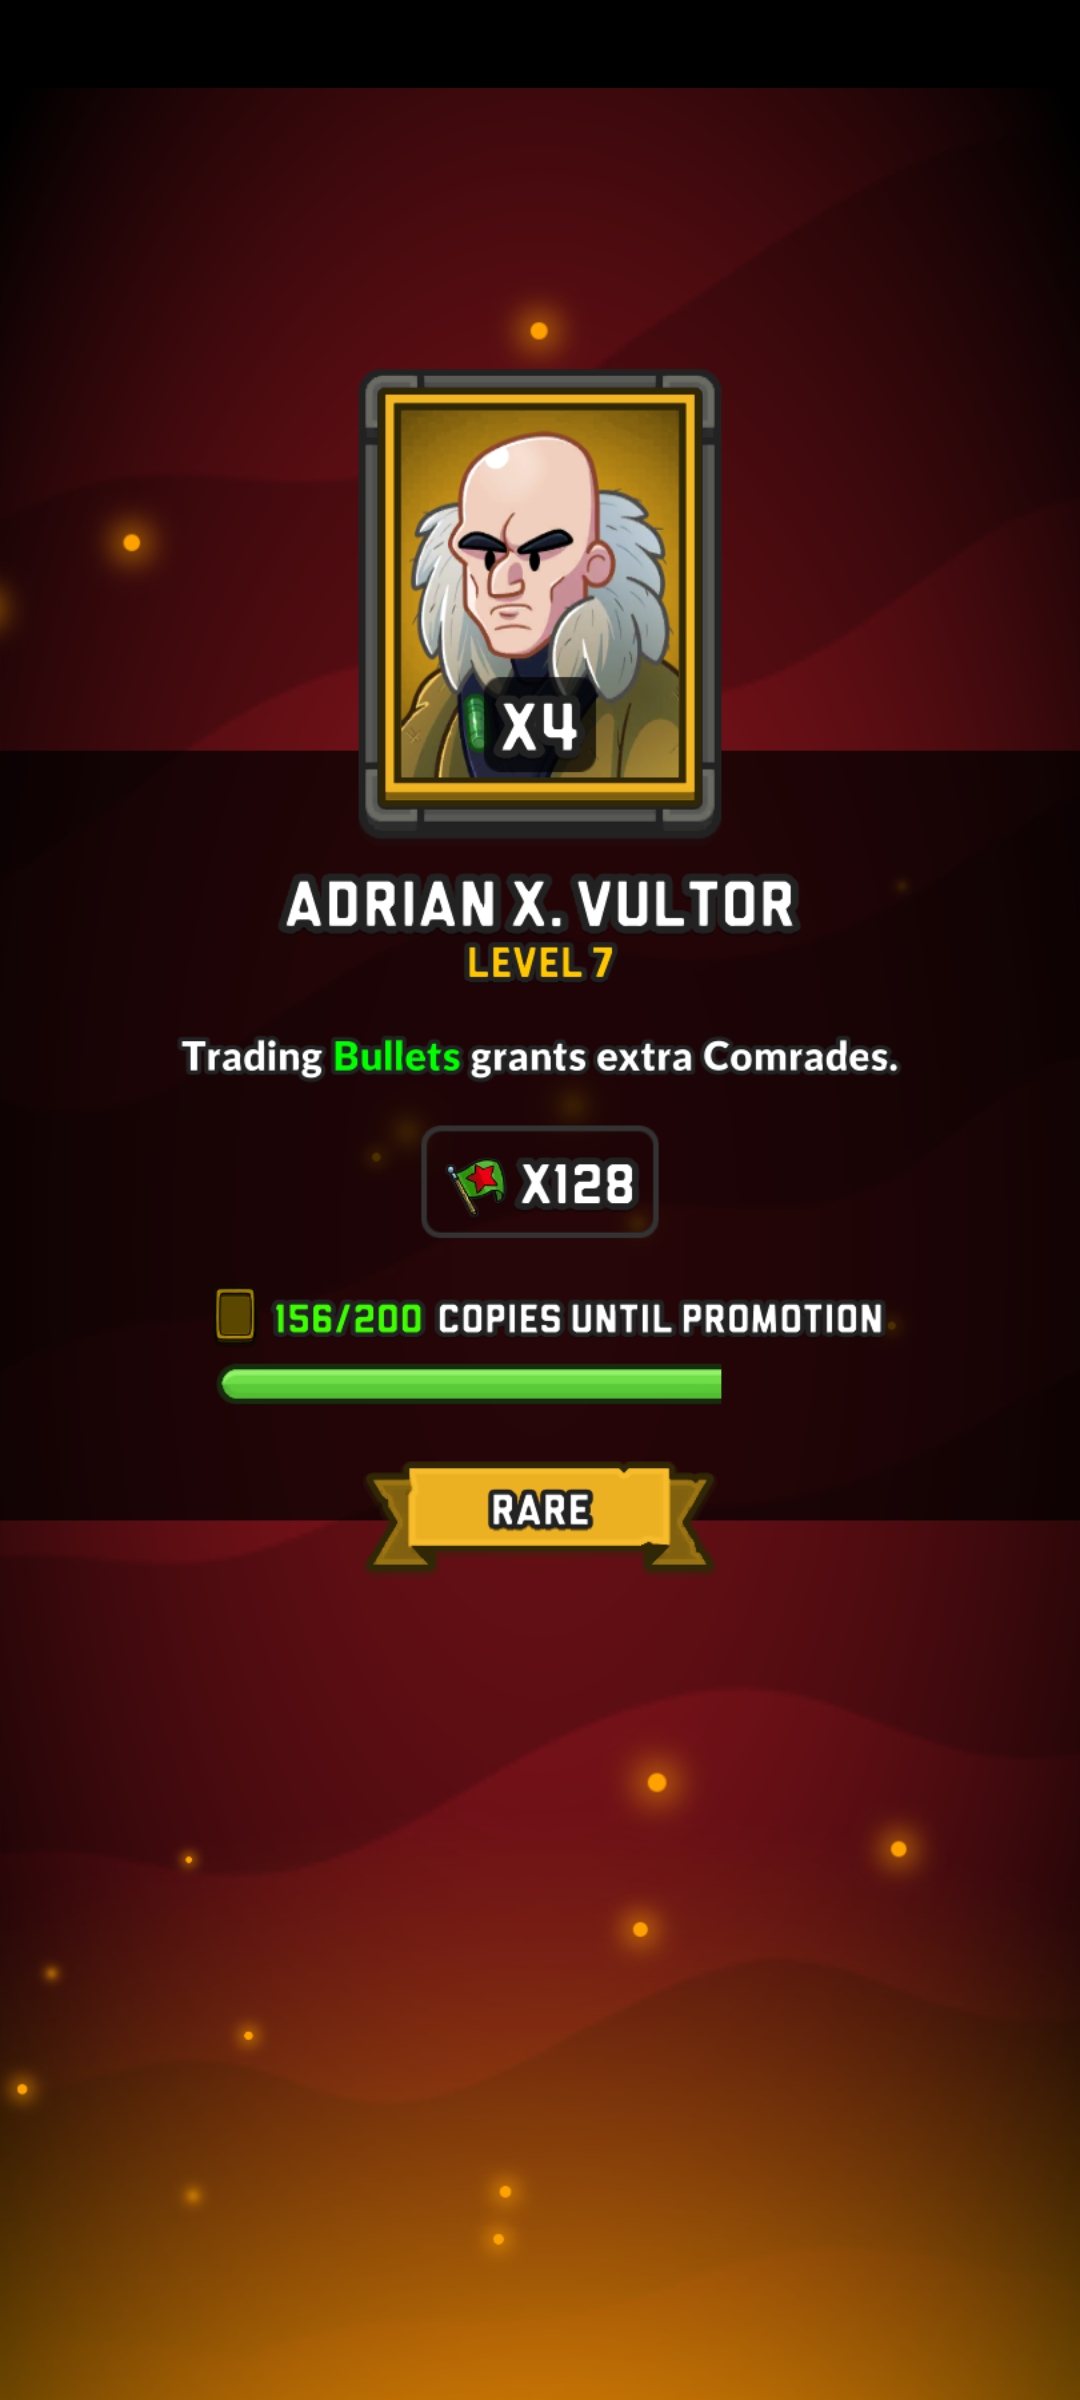 X4
ADRIAN X. VULTOR
LEVEL 7
Trading Bullets grants extra Comrades.
X128
156/200 COPIES UNTIL PROMOTION
RARE